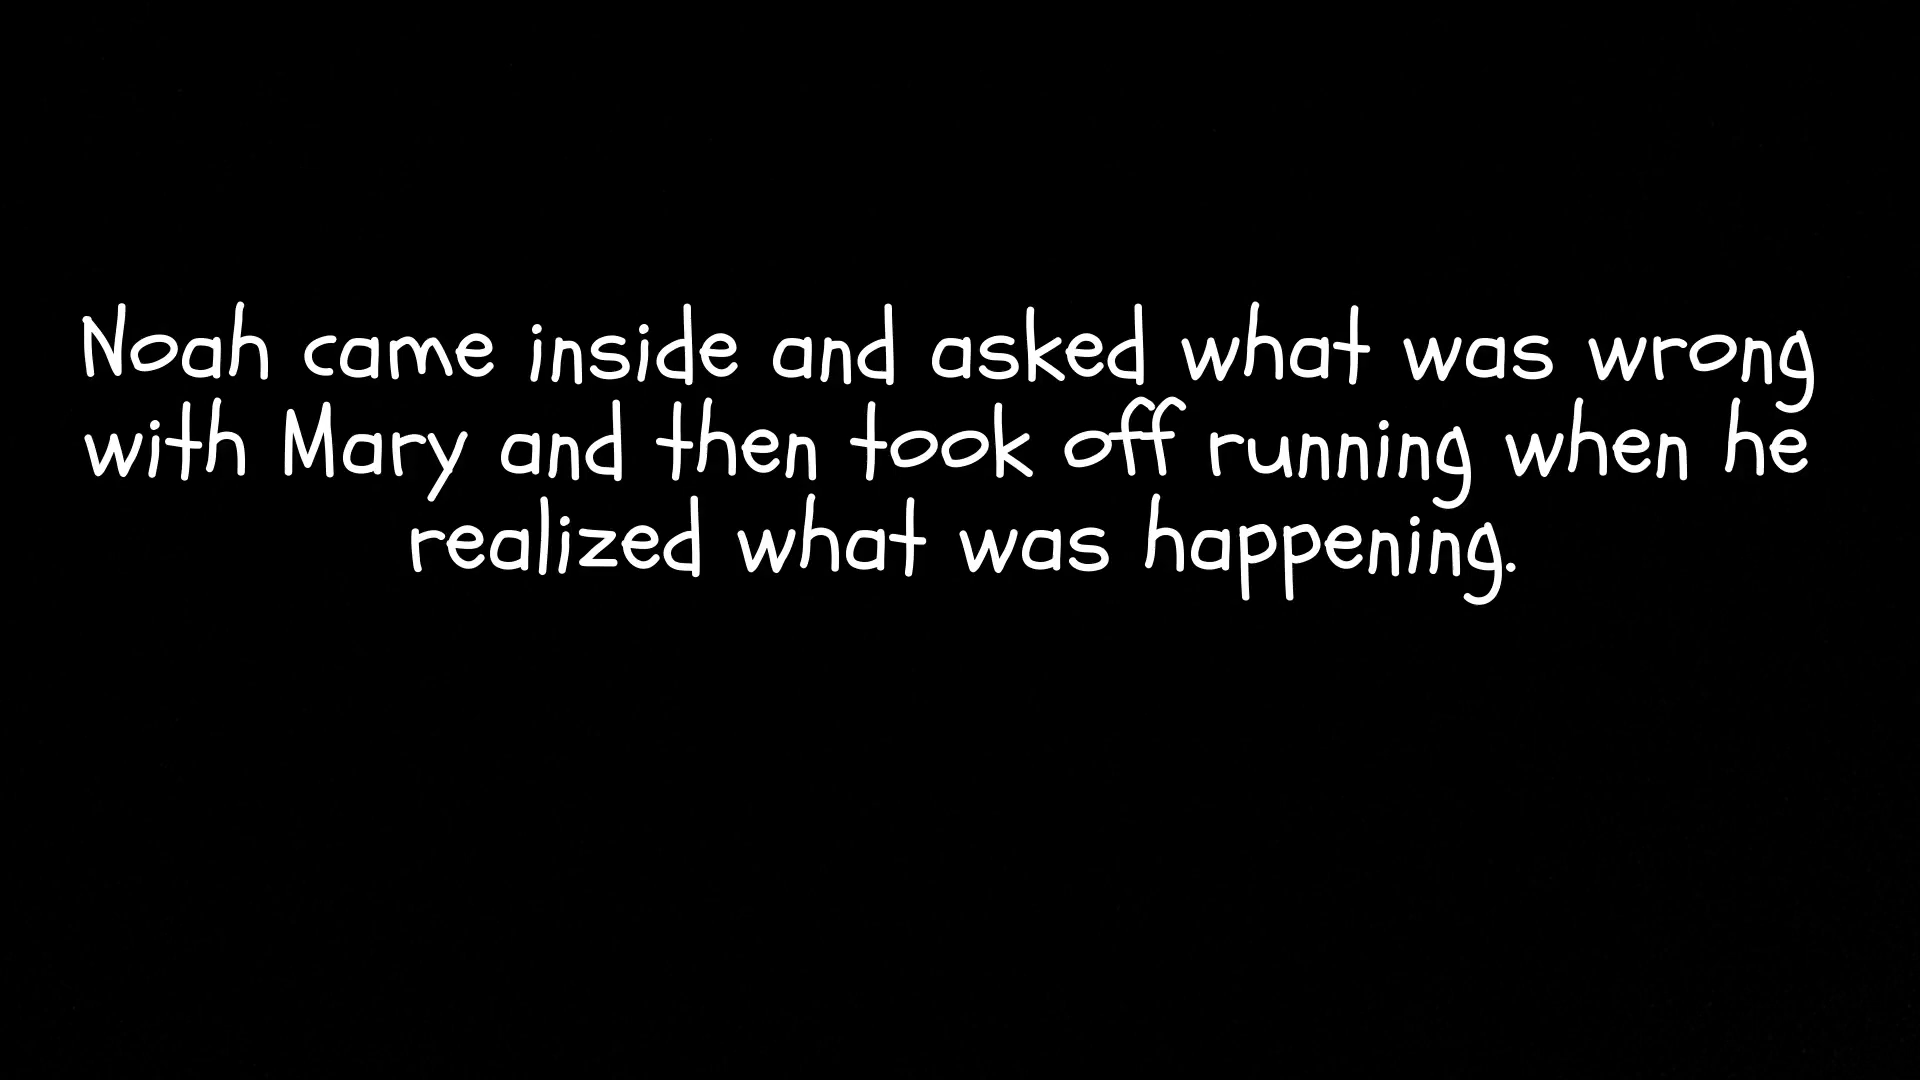 Noah came inside and asked what was wrong
with Mary and then took off running when he
realized what was happening.